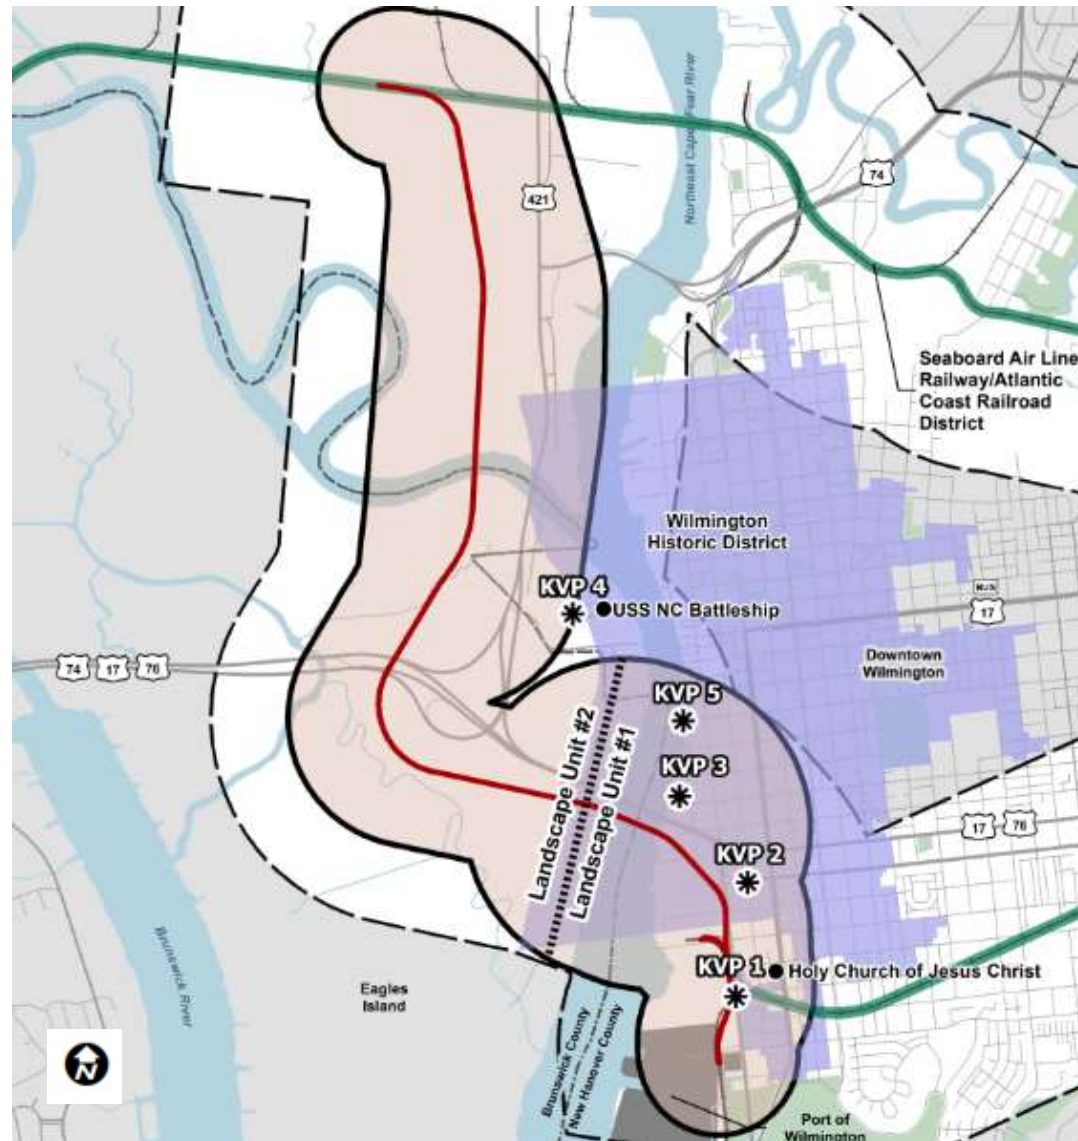 Northeast Cape Fear River
74
421
Seaboard Air Line
Railway/Atlantic
Coast Railroad
District
Wilmington
Historic District
KVP 4
USS NC Battleship
BUS
17
74 17 76
Downtown
Wilmington
KVP 5
Landscape Unit #2
Landscape Unit #1
KVP 3
17 76
KVP 2
KVP 1
Holy Church of Jesus Christ
Brunswick River
Eagles
Island
Brunswick County
New Hanover County
N
Port of
Wilmington